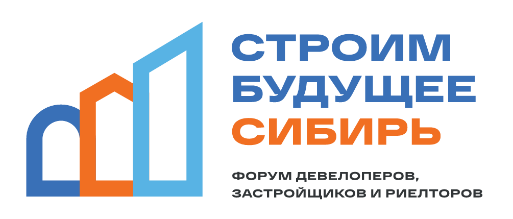 СТРОИМ
БУДУЩЕЕ
СИБИРЬ
ФОРУМ ДЕВЕЛОПЕРОВ,
ЗАСТРОЙЩИКОВ И РИЕЛТОРОВ